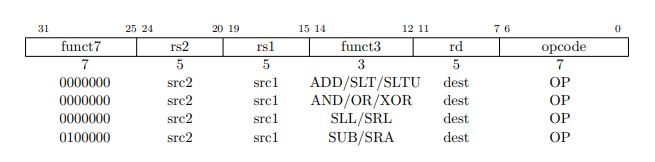 31 25 24 20 19 15 14 12 11 7 6 0
funct7 rs2 rs1 funct3 rd opcode
7 5 5 3 5 7
0000000 src2 src1 ADD/SLT/SLTU dest OP
0000000 src2 src1 AND/OR/XOR dest OP
0000000 src2 src1 SLL/SRL dest OP
0100000 src2 src1 SUB/SRA dest OP